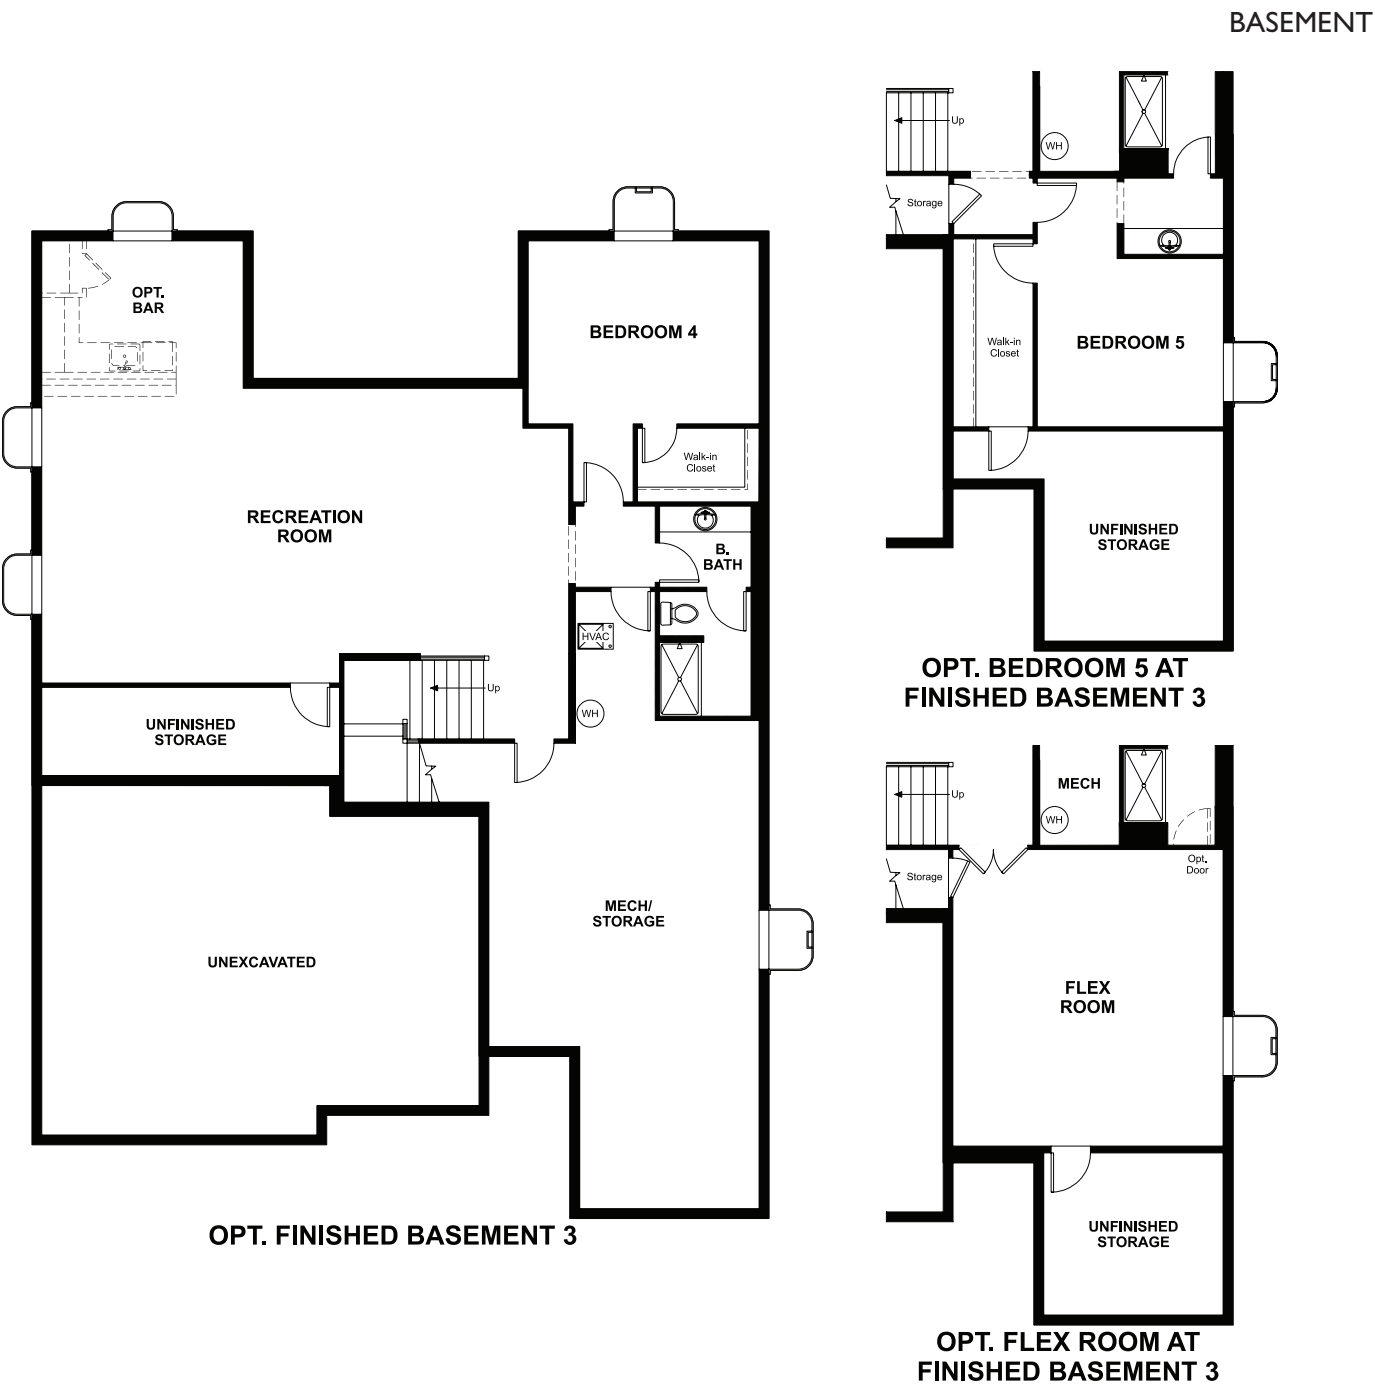 BASEMENT
OPT.
BAR
BEDROOM 4
Walk-in
Closet
RECREATION
ROOM
B.
BATH
HVAC
Up
WH
UNFINISHED
STORAGE
MECH/
STORAGE
UNEXCAVATED
OPT. FINISHED BASEMENT 3
Up
WH
Storage
Walk-in
Closet
BEDROOM 5
UNFINISHED
STORAGE
OPT. BEDROOM 5 AT
FINISHED BASEMENT 3
Up
MECH
WH
Storage
Opt.
Door
FLEX
ROOM
UNFINISHED
STORAGE
OPT. FLEX ROOM AT
FINISHED BASEMENT 3